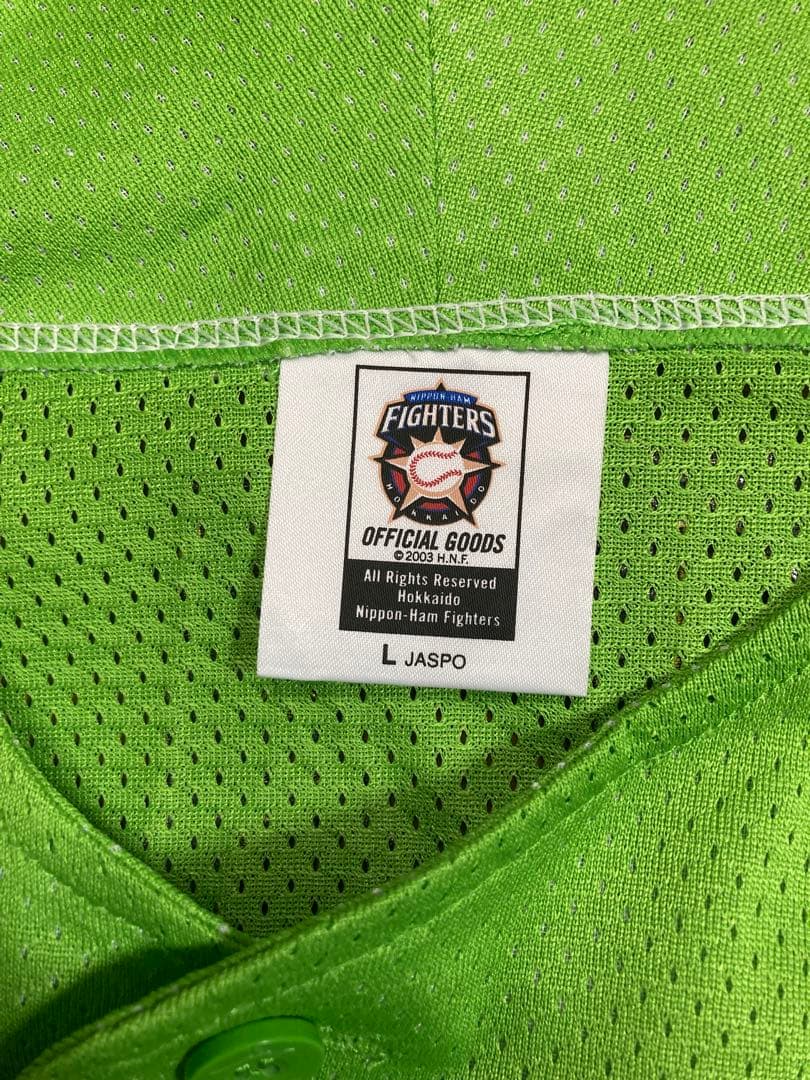 NIPPON-HAM
FIGHTERS
HOKKAIDO
OFFICIAL GOODS
© 2003 H.N.F.
All Rights Reserved
Hokkaido
Nippon-Ham Fighters
L JASPO